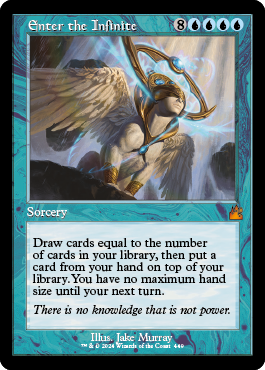 Enter the Infinite 8
Sorcery
Draw cards equal to the number
of cards in your library, then put a
card from your hand on top of your
library. You have no maximum hand
size until your next turn.
There is no knowledge that is not power.
Illus. Jake Murray
™ & © 2024 Wizards of the Coast 449